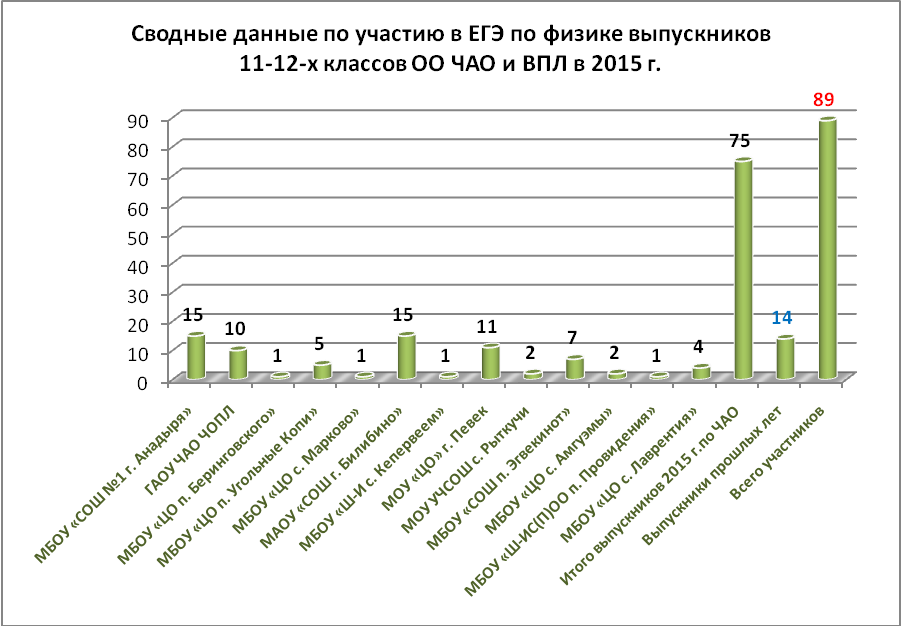 Сводные данные по участию в ЕГЭ по физике выпускников
11-12-х классов ОО ЧАО и ВПЛ в 2015 г.
90
80
70
60
50
40
30
20
10
0
15
10
1
5
1
15
1
11
2
7
2
1
4
75
14
89
МБОУ «СОШ №1 г. Анадыря»
ГАОУ ЧАО ЧОПЛ
МБОУ «ЦО п. Беринговского»
МБОУ «ЦО п. Угольные Копи»
МБОУ «ЦО с. Марково»
МАОУ «СОШ г. Билибино»
МБОУ «Ш-И с. Кепервеем»
МОУ «ЦО» г. Певек
МОУ УЧСОШ с. Рыткучи
МБОУ «СОШ п. Эгвекинот»
МБОУ «ЦО с. Амгуэмы»
МБОУ «Ш-ИС(П)ОО п. Провидения»
МБОУ «ЦО с. Лаврентия»
Итого выпускников 2015 г.по ЧАО
Выпускники прошлых лет
Всего участников